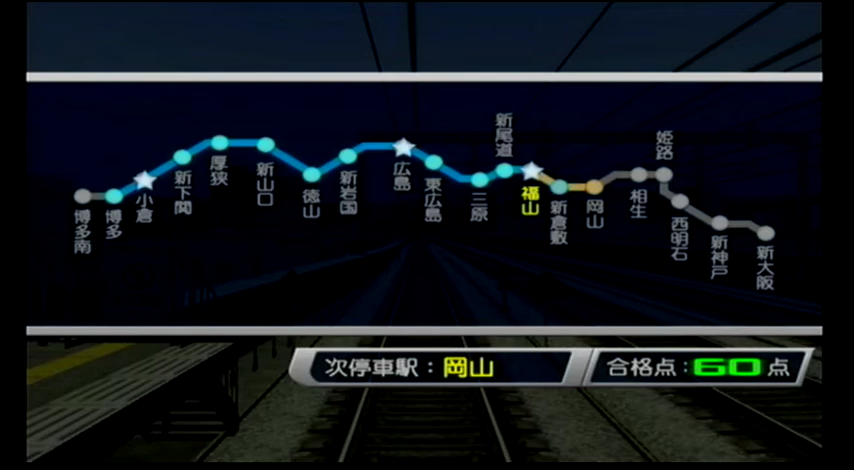 博多南
博多
小倉
新下関
厚狭
新山口
徳山
新岩国
広島
東広島
三原
新尾道
福山
新倉敷
岡山
相生
姫路
西明石
新神戸
新大阪
次停車駅：岡山
合格点：60点